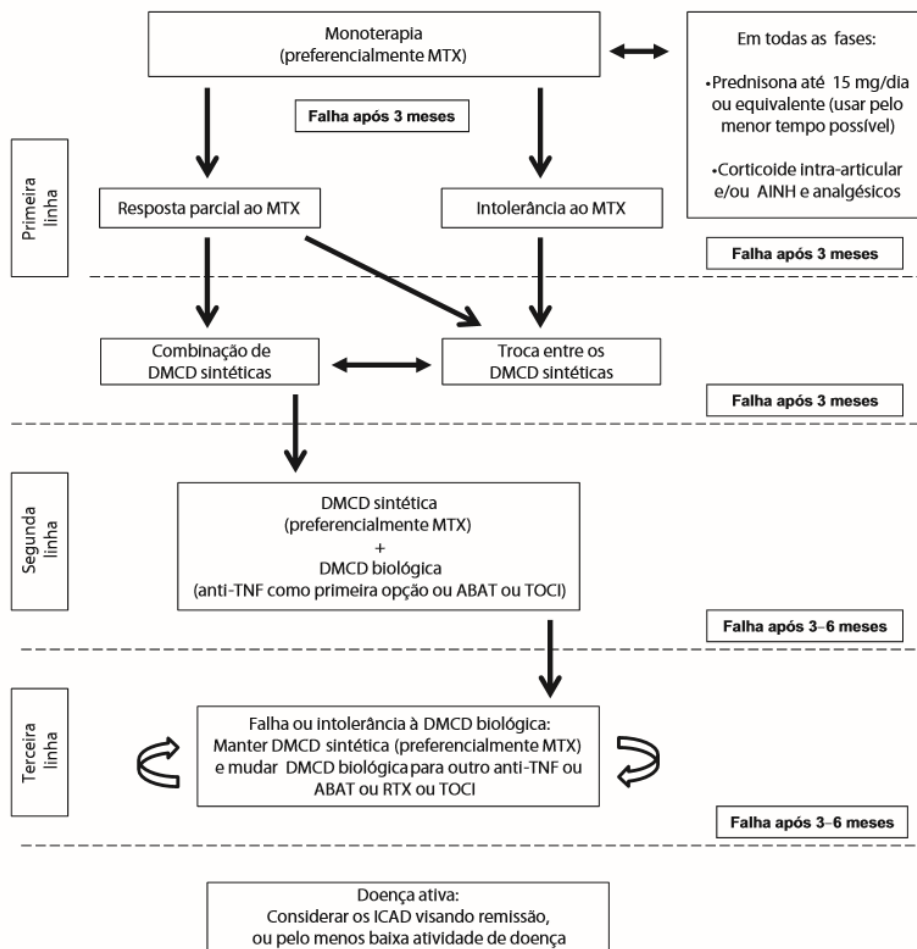 Monoterapia
(preferencialmente MTX)
Em todas as fases:
•Prednisona até 15 mg/dia
ou equivalente (usar pelo
menor tempo possível)
•Corticoide intra-articular
e/ou AINH e analgésicos
Falha após 3 meses
Primeira
linha
Resposta parcial ao MTX
Intolerância ao MTX
Falha após 3 meses
Combinação de
DMCD sintéticas
Troca entre os
DMCD sintéticas
Falha após 3 meses
Segunda
linha
DMCD sintética
(preferencialmente MTX)
+
DMCD biológica
(anti-TNF como primeira opção ou ABAT ou TOCI)
Falha após 3–6 meses
Terceira
linha
Falha ou intolerância à DMCD biológica:
Manter DMCD sintética (preferencialmente MTX)
e mudar DMCD biológica para outro anti-TNF ou
ABAT ou RTX ou TOCI
Falha após 3–6 meses
Doença ativa:
Considerar os ICAD visando remissão,
ou pelo menos baixa atividade de doença